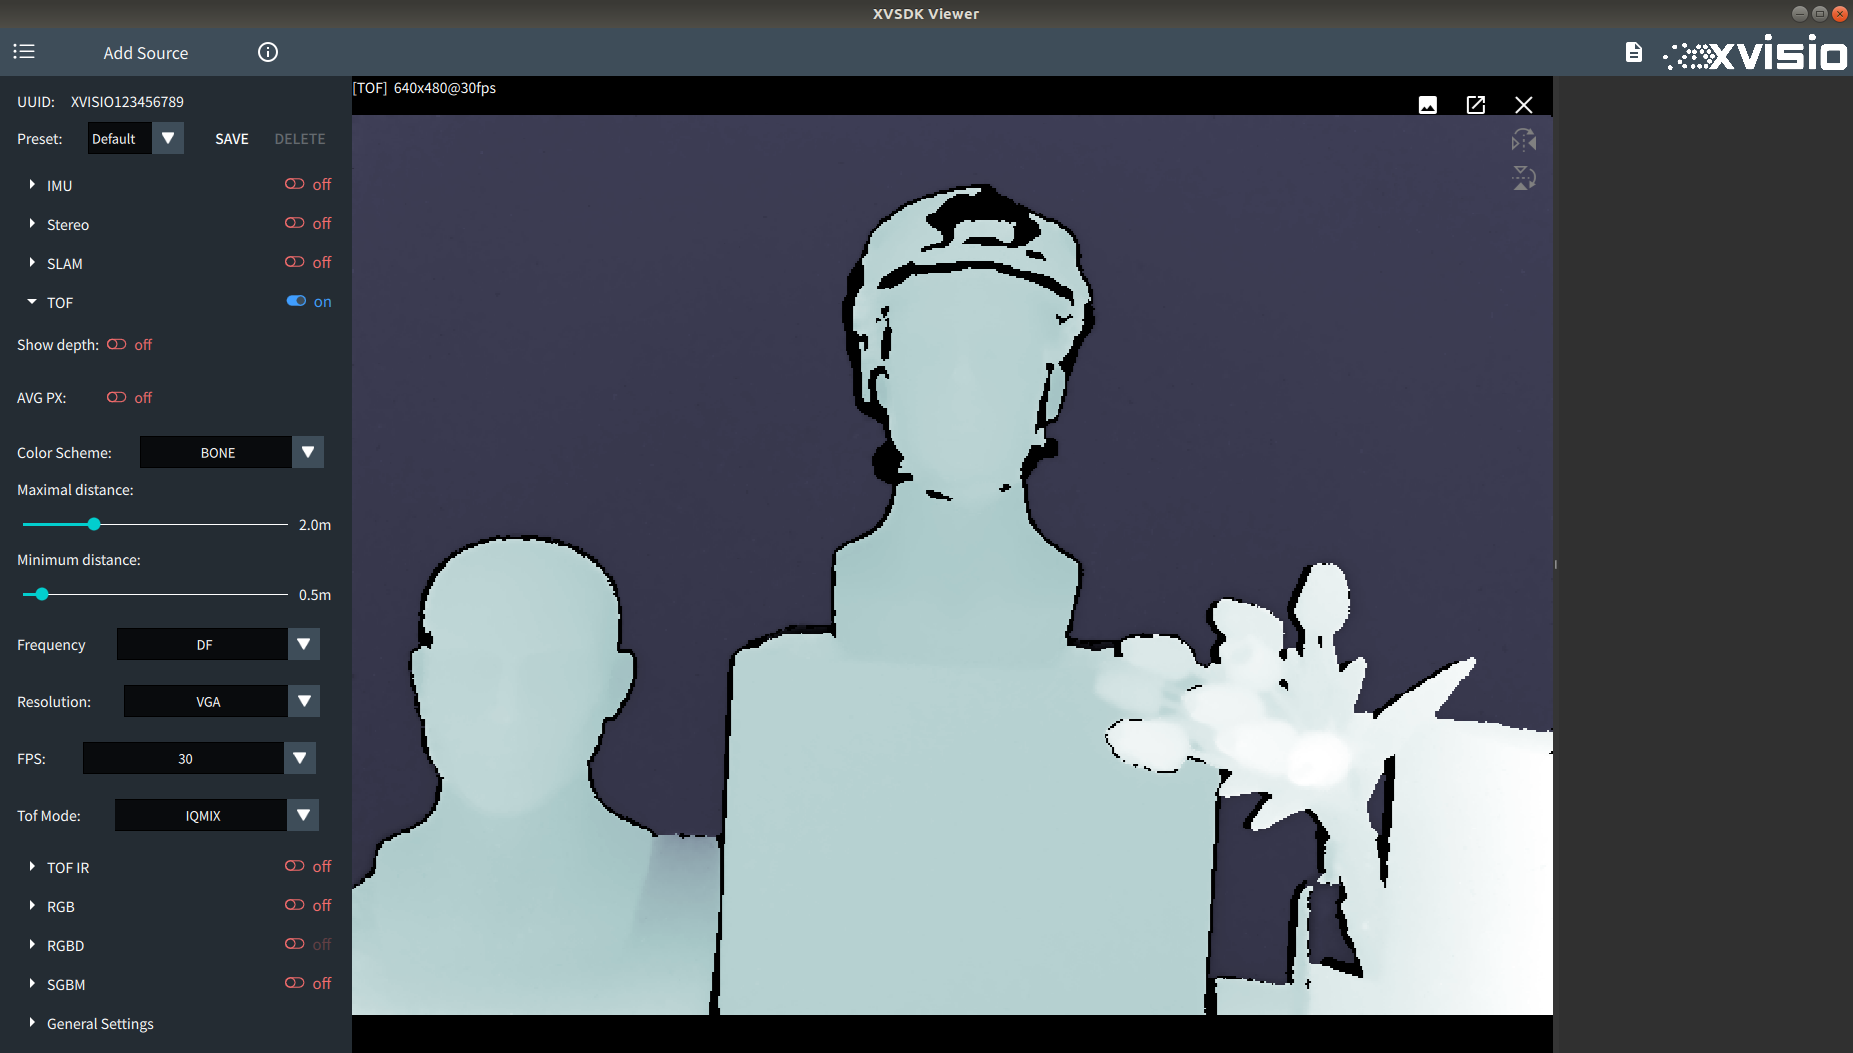 XVSDK Viewer
Add Source
xvisio
UUID: XVISIO123456789
[TOF] 640x480@30fps
Preset: Default SAVE DELETE
IMU off
Stereo off
SLAM off
TOF on
Show depth: off
AVG PX: off
Color Scheme: BONE
Maximal distance:
2.0m
Minimum distance:
0.5m
Frequency DF
Resolution: VGA
FPS: 30
Tof Mode: IQMIX
TOF IR off
RGB off
RGBD off
SGBM off
General Settings